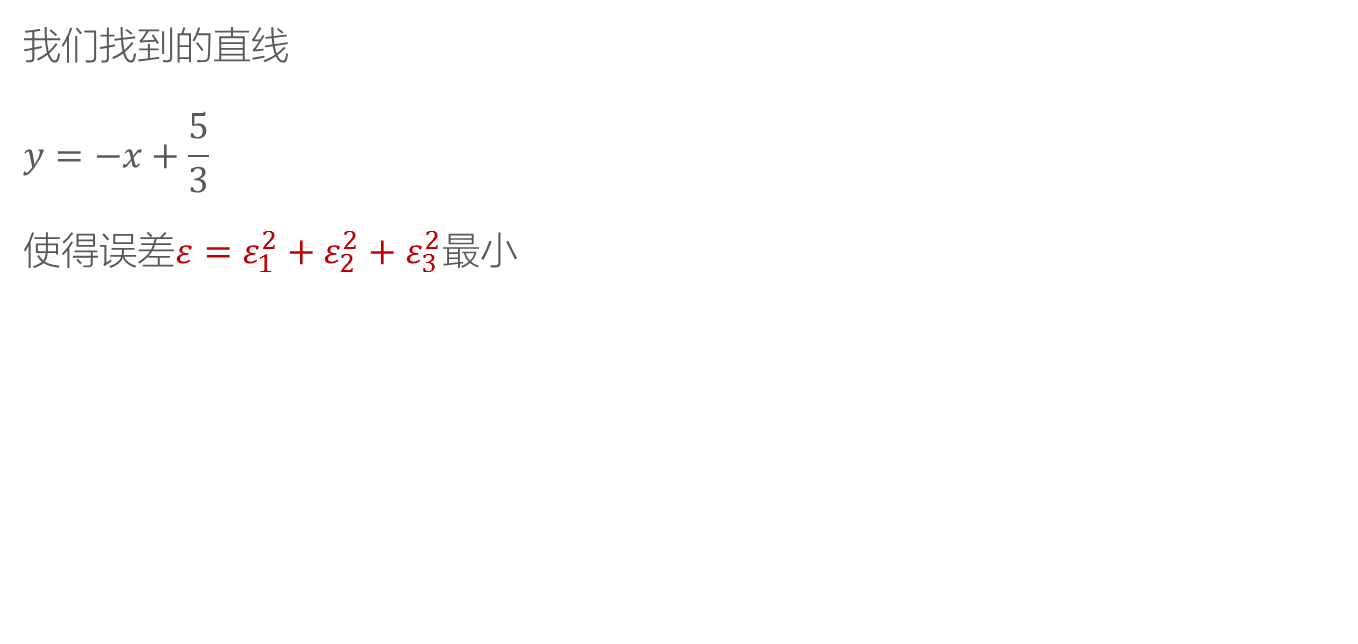 我们找到的直线
y = −x + 5/3
使得误差ε = ε₁² + ε₂² + ε₃²最小